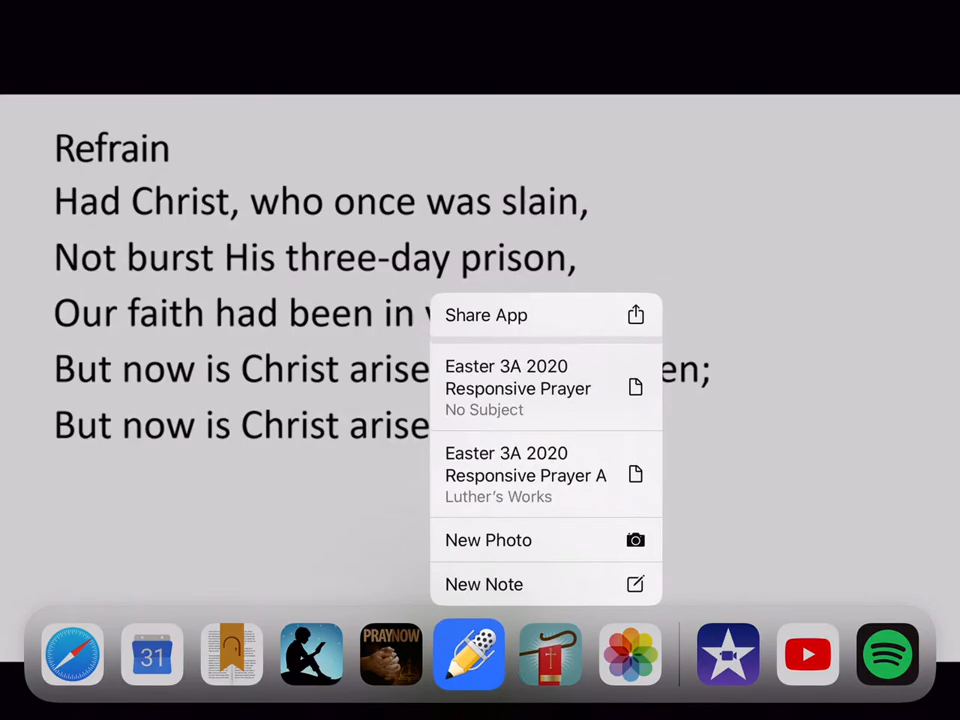 Refrain
Had Christ, who once was slain,
Not burst His three-day prison,
Our faith had been in
But now is Christ arise en;
But now is Christ arise
Share App
Easter 3A 2020
Responsive Prayer
No Subject
Easter 3A 2020
Responsive Prayer A
Luther's Works
New Photo
New Note
31
PRAYNOW